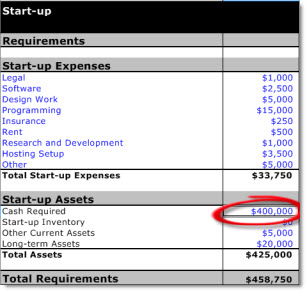 Start-up
Requirements
Start-up Expenses
Legal $1,000
Software $2,500
Design Work $5,000
Programming $15,000
Insurance $250
Rent $500
Research and Development $1,000
Hosting Setup $3,500
Other $5,000
Total Start-up Expenses $33,750
Start-up Assets
Cash Required $400,000
Start-up Inventory $0
Other Current Assets $5,000
Long-term Assets $20,000
Total Assets $425,000
Total Requirements $458,750